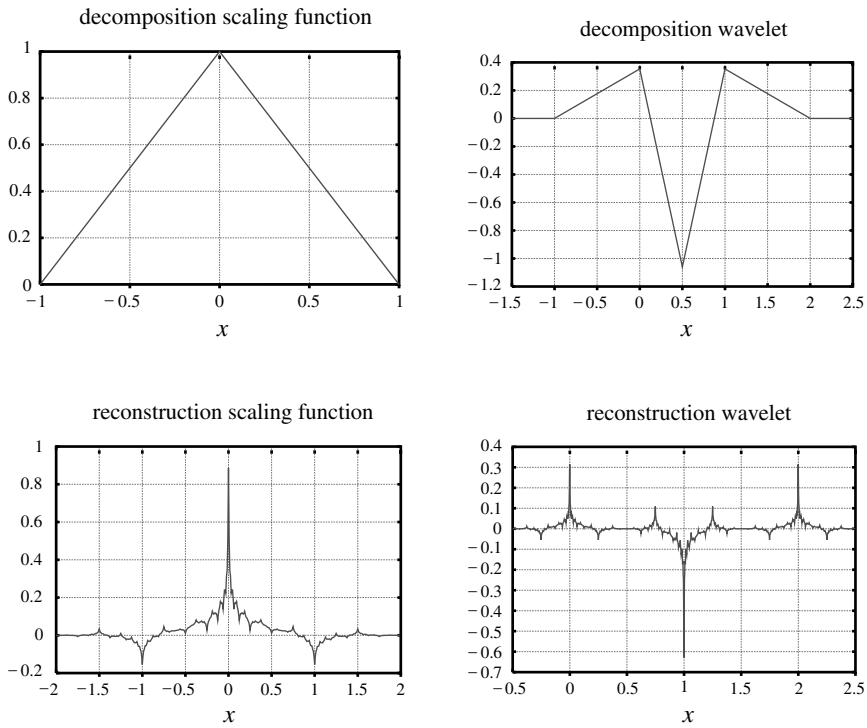 decomposition scaling function
1
0.8
0.6
0.4
0.2
0
−1 −0.5 0 0.5 1
x
decomposition wavelet
0.4
0.2
0
−0.2
−0.4
−0.6
−0.8
−1
−1.2
−1.5 −1 −0.5 0 0.5 1 1.5 2 2.5
x
reconstruction scaling function
1
0.8
0.6
0.4
0.2
0
−0.2
−2 −1.5 −1 −0.5 0 0.5 1 1.5 2
x
reconstruction wavelet
0.4
0.3
0.2
0.1
0
−0.1
−0.2
−0.3
−0.4
−0.5
−0.6
−0.7
−0.5 0 0.5 1 1.5 2 2.5
x